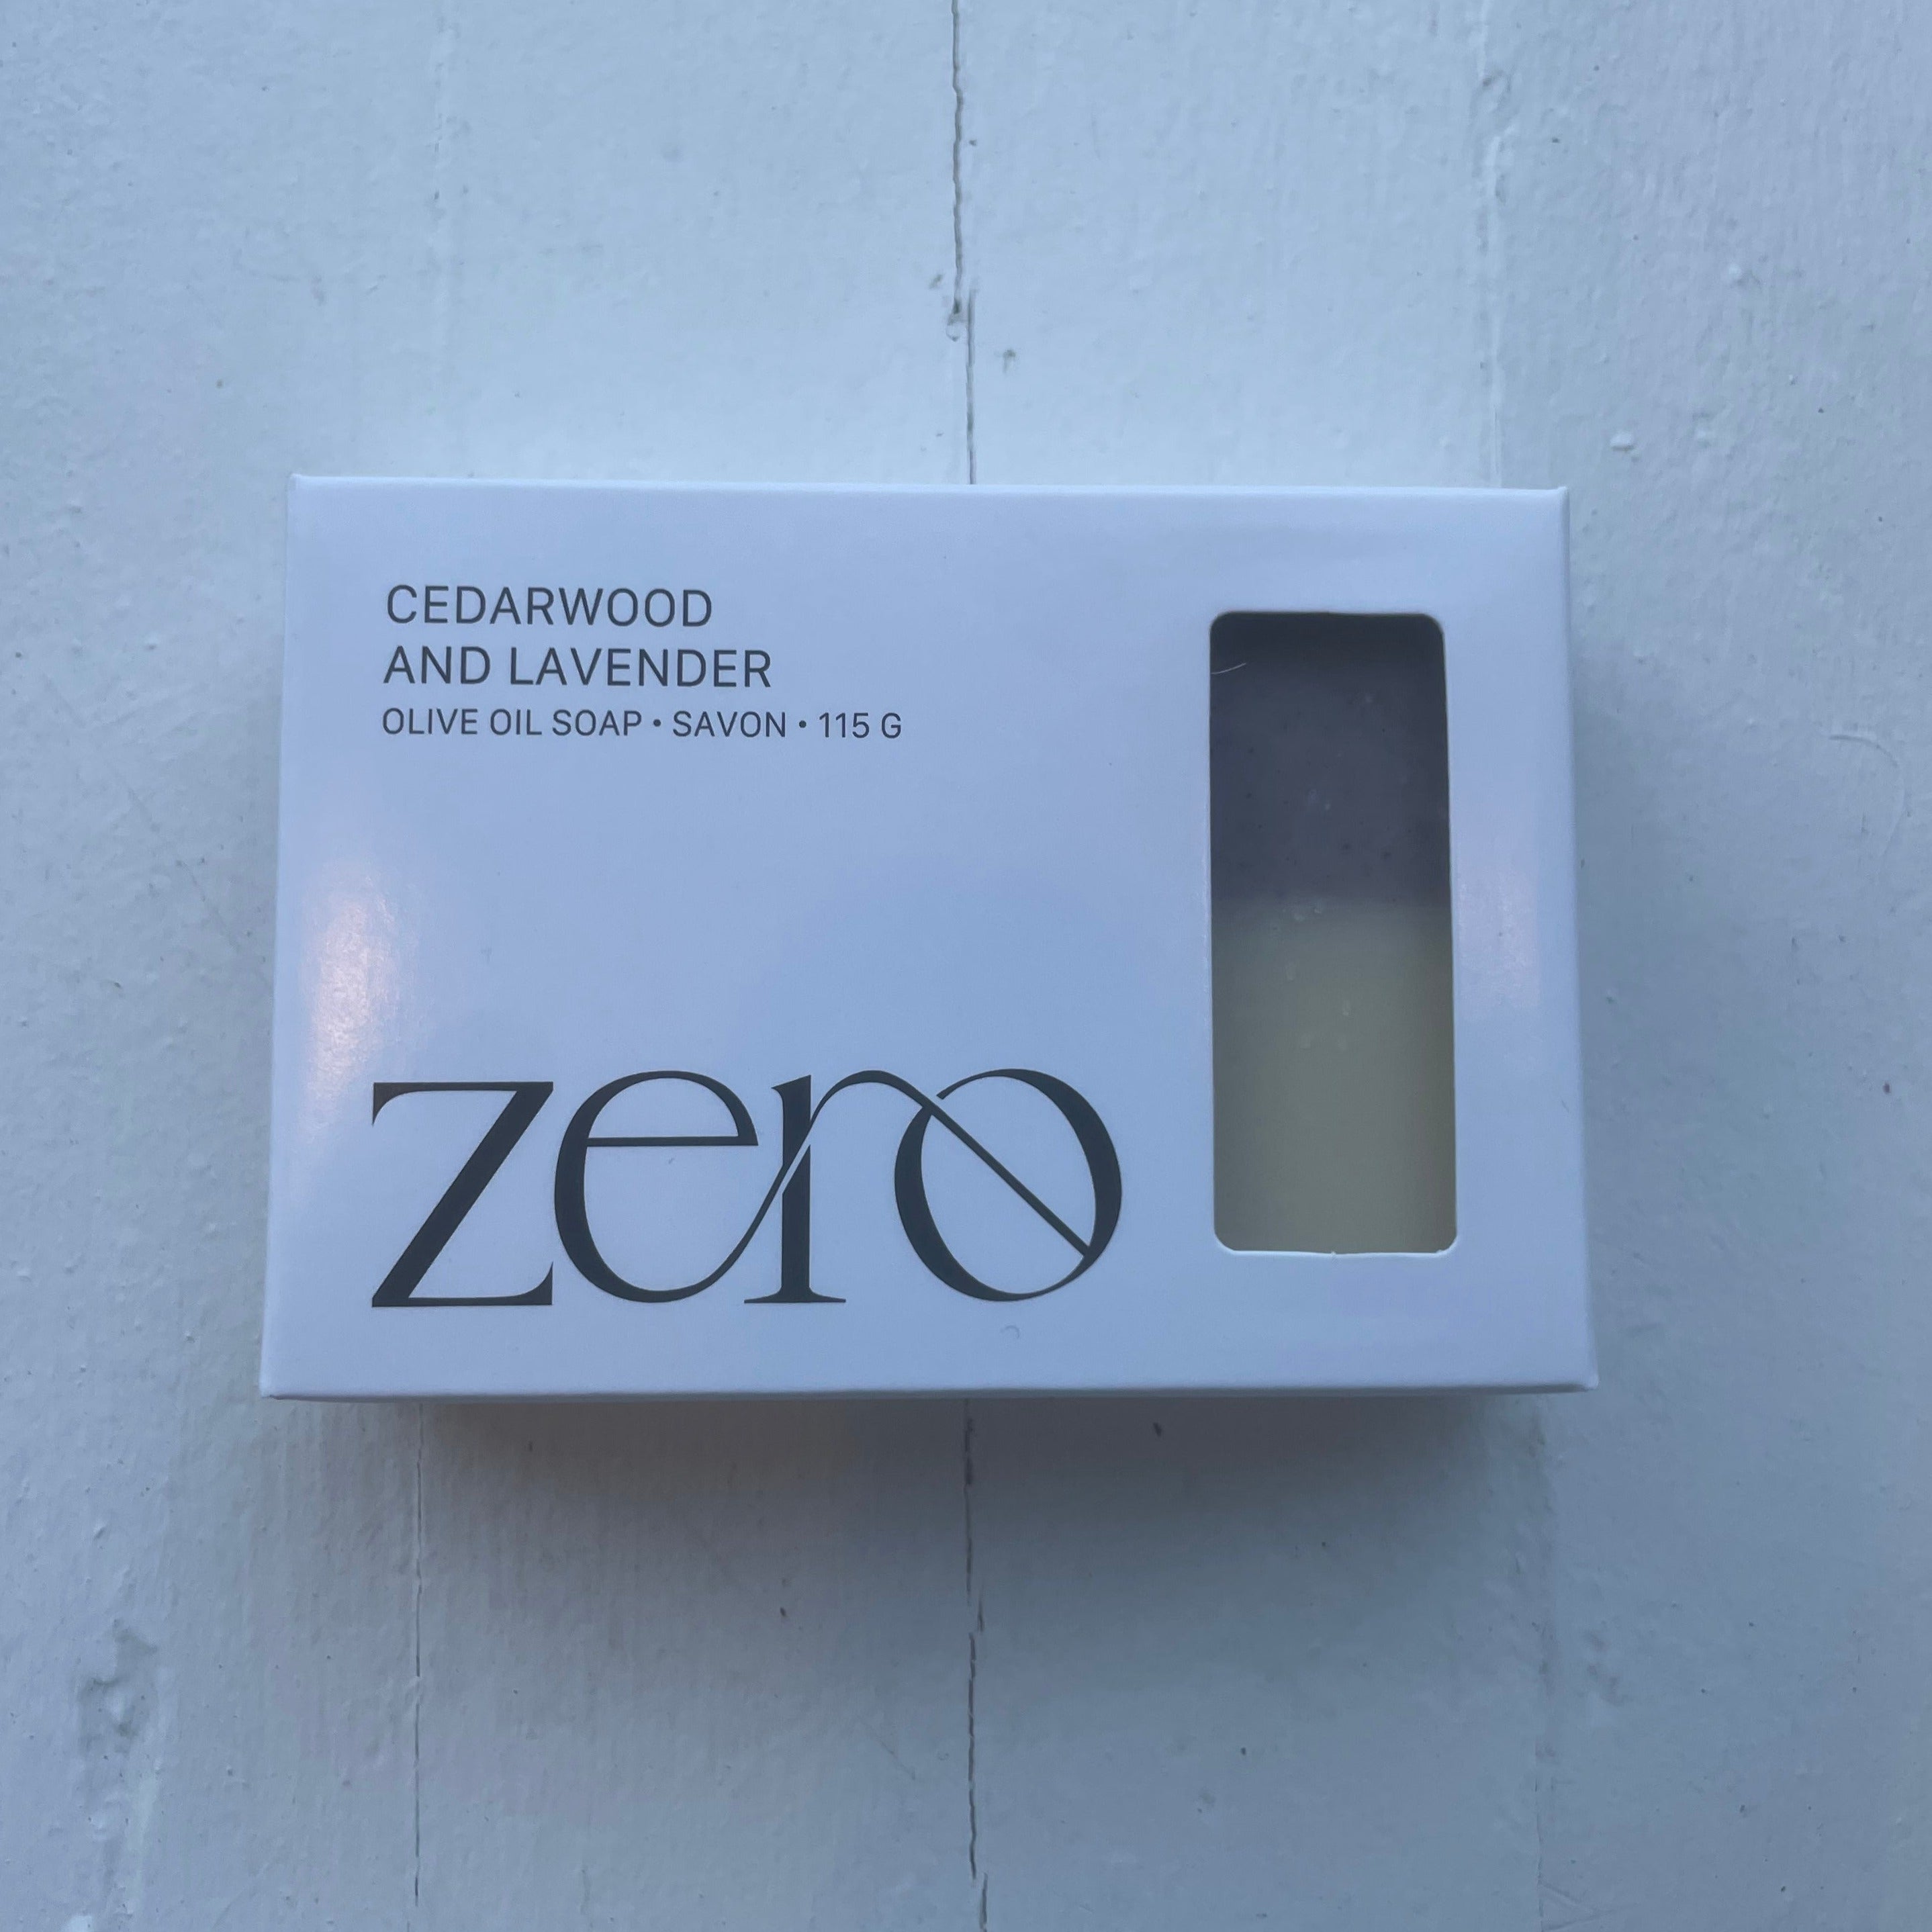 CEDARWOOD
AND LAVENDER
OLIVE OIL SOAP • SAVON • 115 G
zero